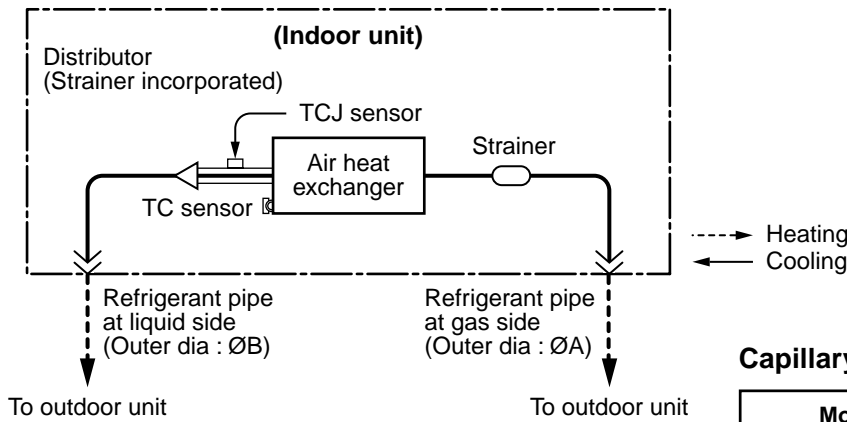 (Indoor unit)
Distributor
(Strainer incorporated)
TCJ sensor
Air heat
exchanger
Strainer
TC sensor
Heating
Cooling
Refrigerant pipe
at liquid side
(Outer dia : ØB)
Refrigerant pipe
at gas side
(Outer dia : ØA)
To outdoor unit
To outdoor unit
Capillary